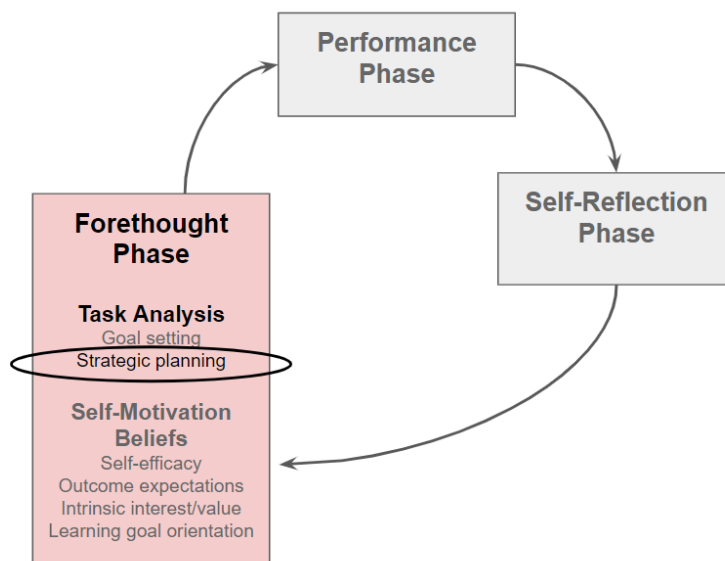 Performance
Phase
Self-Reflection
Phase
Forethought
Phase
Task Analysis
Goal setting
Strategic planning
Self-Motivation
Beliefs
Self-efficacy
Outcome expectations
Intrinsic interest/value
Learning goal orientation